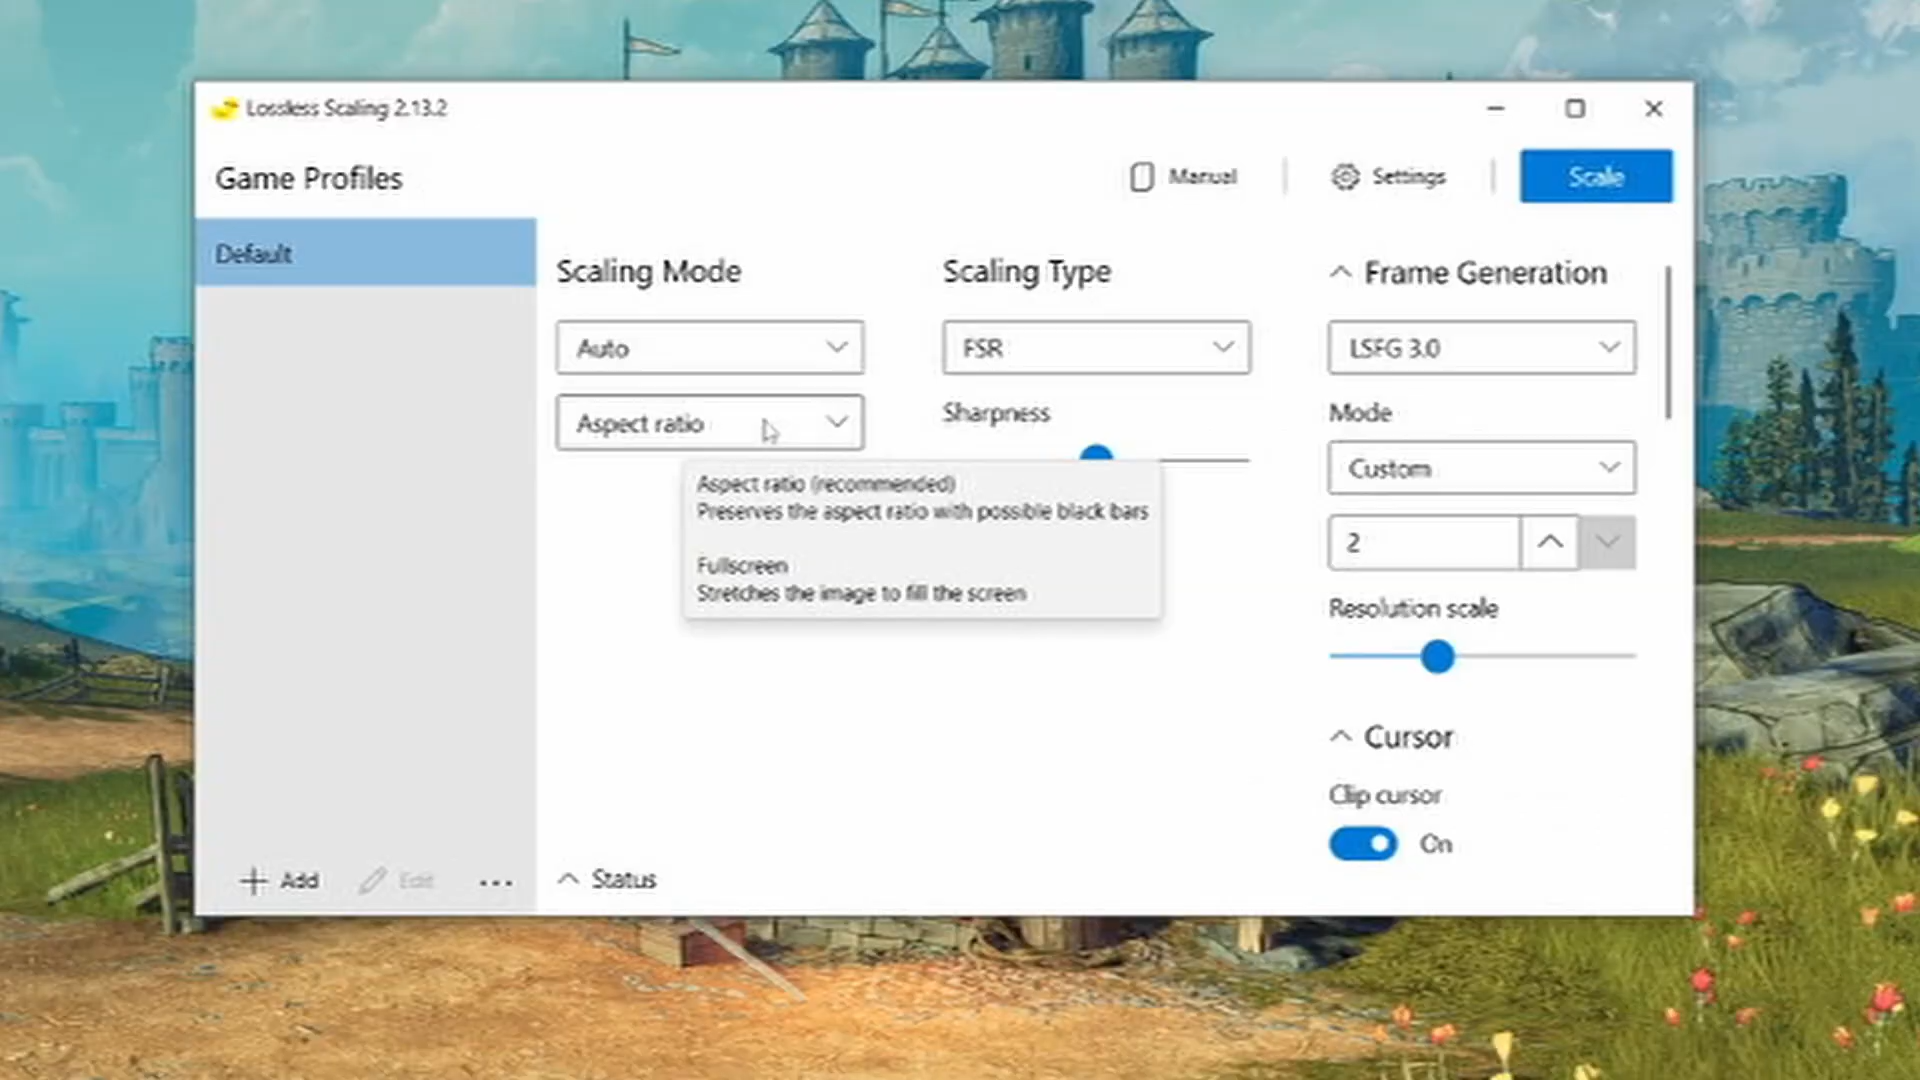 Lossless Scaling 2.13.2
Game Profiles
Manual
Settings
Scale
Default
Scaling Mode
Auto
Aspect ratio
Scaling Type
FSR
Sharpness
Aspect ratio (recommended)
Preserves the aspect ratio with possible black bars
Fullscreen
Stretches the image to fill the screen
Frame Generation
LSFG 3.0
Mode
Custom
2
Resolution scale
Cursor
Clip cursor
On
Add
Edit
Status